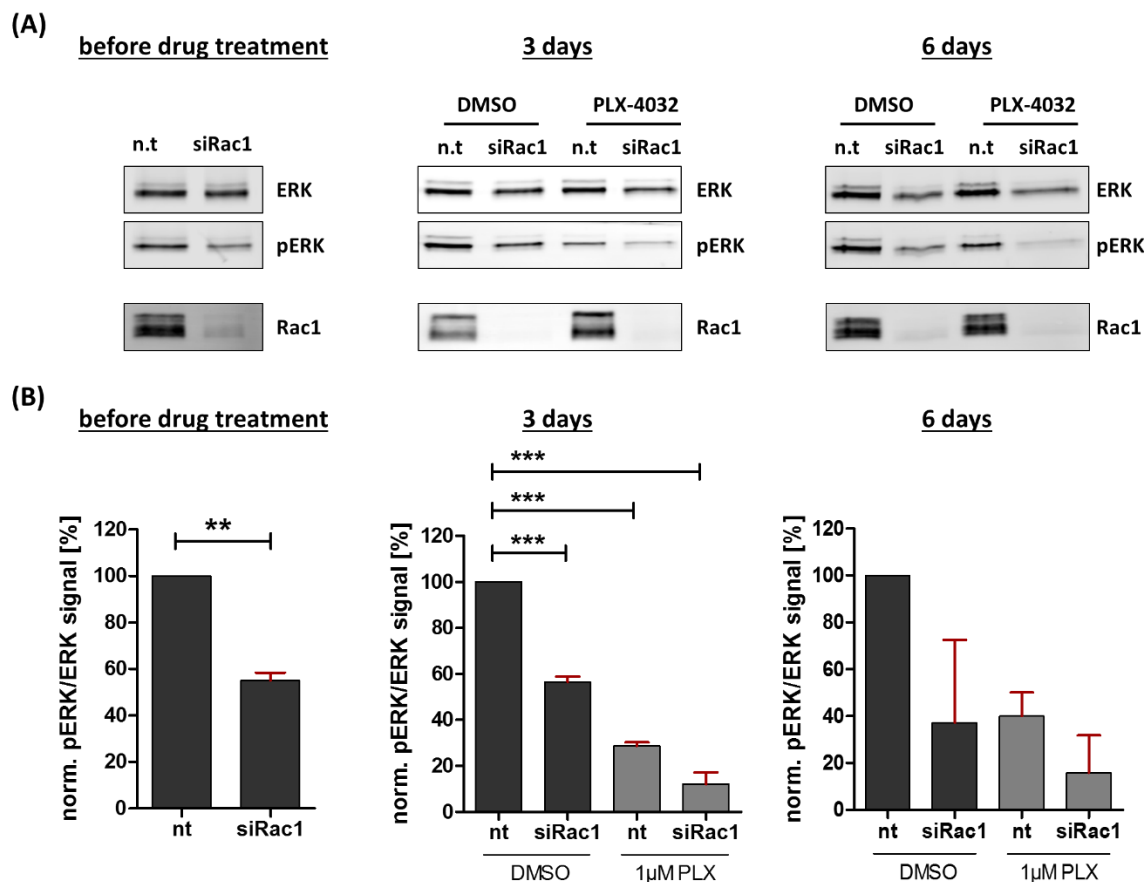 (A)
before drug treatment 3 days 6 days
DMSO PLX-4032 DMSO PLX-4032
n.t siRac1 n.t siRac1 n.t siRac1 n.t siRac1 n.t siRac1
ERK ERK ERK
pERK pERK pERK
Rac1 Rac1 Rac1
(B)
before drug treatment 3 days 6 days
norm. pERK/ERK signal [%]
120
100
80
60
40
20
0
**
nt siRac1
norm. pERK/ERK signal [%]
120
100
80
60
40
20
0
***
***
***
nt siRac1 nt siRac1
DMSO 1µM PLX
norm. pERK/ERK signal [%]
120
100
80
60
40
20
0
nt siRac1 nt siRac1
DMSO 1µM PLX